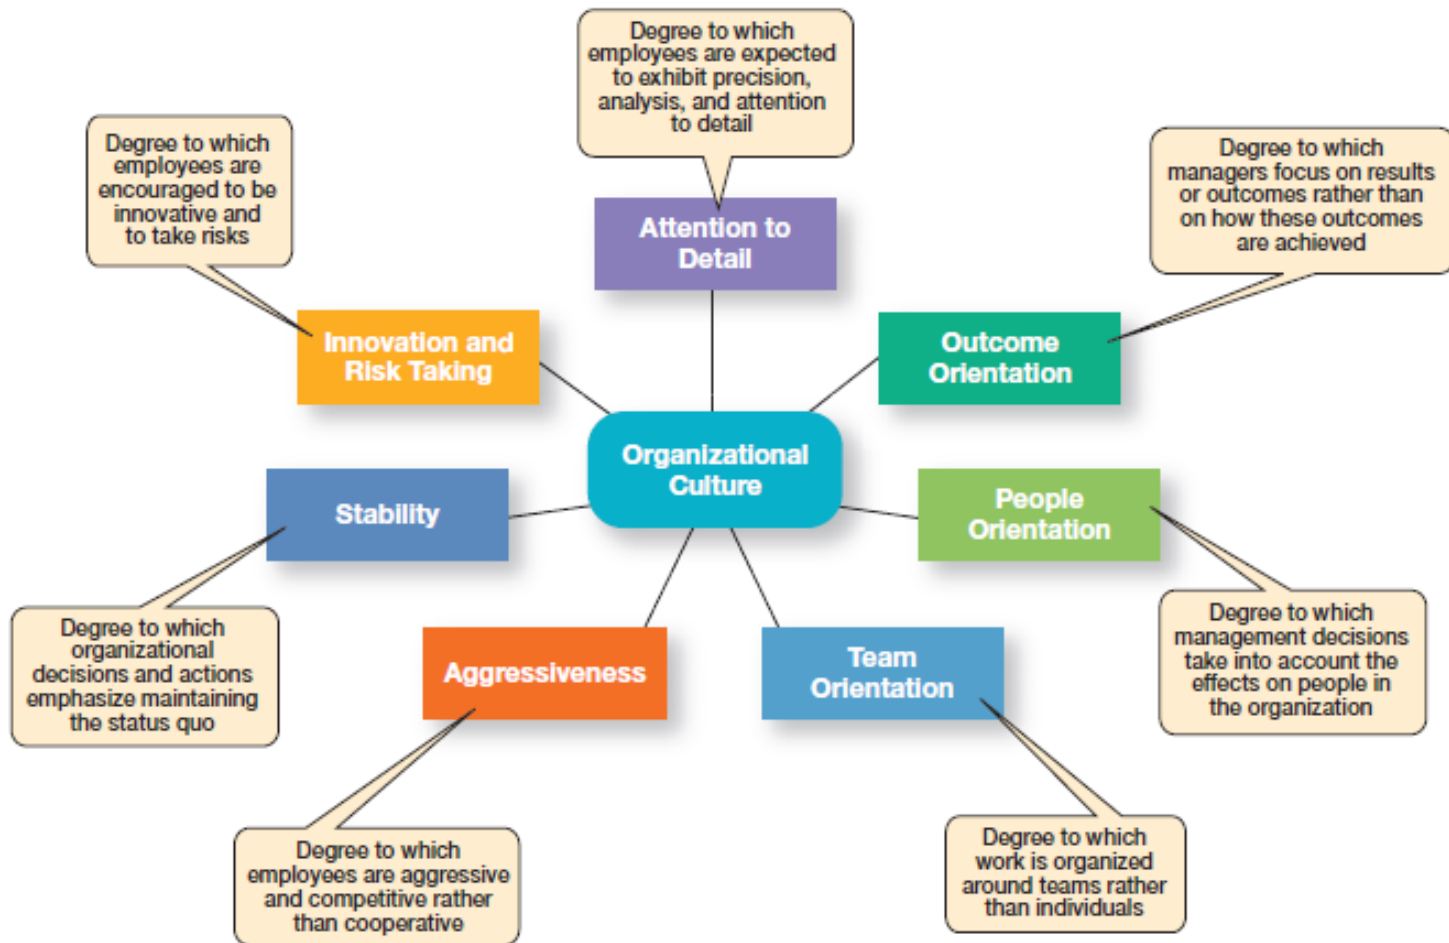 Degree to which
employees are expected
to exhibit precision,
analysis, and attention
to detail
Degree to which
employees are
encouraged to be
innovative and
to take risks
Degree to which
managers focus on results
or outcomes rather than
on how these outcomes
are achieved
Attention to
Detail
Innovation and
Risk Taking
Outcome
Orientation
Organizational
Culture
Stability
People
Orientation
Degree to which
organizational
decisions and actions
emphasize maintaining
the status quo
Aggressiveness
Team
Orientation
Degree to which
management decisions
take into account the
effects on people in
the organization
Degree to which
employees are aggressive
and competitive rather
than cooperative
Degree to which
work is organized
around teams rather
than individuals